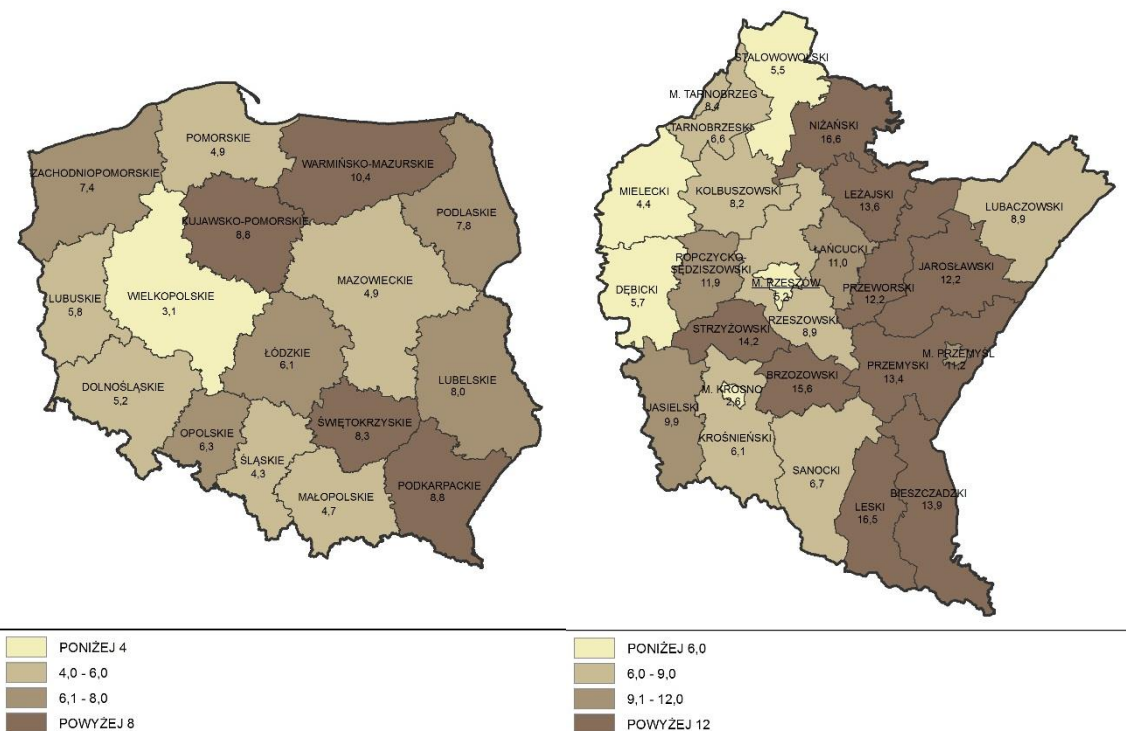 POMORSKIE
4,9
WARMIŃSKO-MAZURSKIE
10,4
ZACHODNIOPOMORSKIE
7,4
KUJAWSKO-POMORSKIE
8,8
PODLASKIE
7,8
MAZOWIECKIE
4,9
LUBUSKIE
5,8
WIELKOPOLSKIE
3,1
ŁÓDZKIE
6,1
LUBELSKIE
8,0
DOLNOŚLĄSKIE
5,2
OPOLSKIE
6,3
ŚWIĘTOKRZYSKIE
8,3
ŚLĄSKIE
4,3
MAŁOPOLSKIE
4,7
PODKARPACKIE
8,8
PONIŻEJ 4
4,0 - 6,0
6,1 - 8,0
POWYŻEJ 8
STALOWOWOLSKI
5,5
M. TARNOBRZEG
8,4
TARNOBRZESKI
6,6
NIŻAŃSKI
16,6
MIELECKI
4,4
KOLBUSZOWSKI
8,2
LEŻAJSKI
13,6
LUBACZOWSKI
8,9
ROPCZYCKO-
SĘDZISZOWSKI
11,9
ŁAŃCUCKI
11,0
JAROSŁAWSKI
12,2
DĘBICKI
5,7
M. RZESZÓW
5,2
PRZEWORSKI
12,2
RZESZOWSKI
8,9
STRZYŻOWSKI
14,2
M. PRZEMYŚL
11,2
PRZEMYSKI
13,4
BRZOZOWSKI
15,6
M. KROSNO
2,6
JASIELSKI
9,9
KROŚNIEŃSKI
6,1
SANOCKI
6,7
LESKI
16,5
BIESZCZADZKI
13,9
PONIŻEJ 6,0
6,0 - 9,0
9,1 - 12,0
POWYŻEJ 12